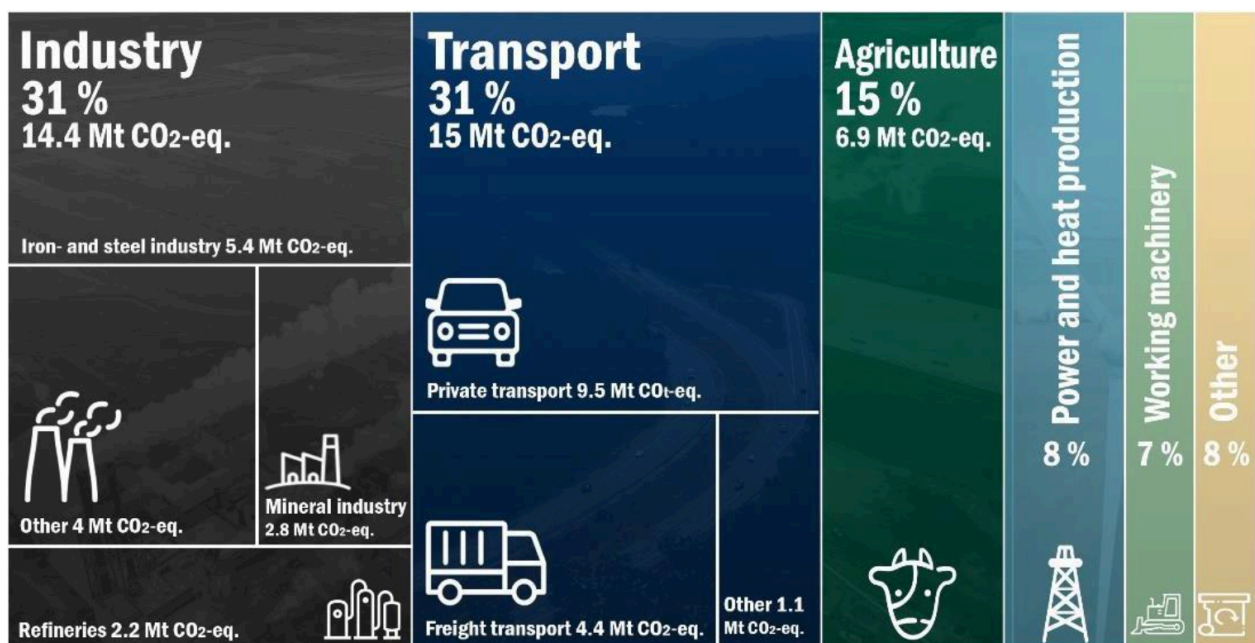 Industry
31 %
14.4 Mt CO2-eq.
Iron- and steel industry 5.4 Mt CO2-eq.
Other 4 Mt CO2-eq.
Mineral industry
2.8 Mt CO2-eq.
Refineries 2.2 Mt CO2-eq.
Transport
31 %
15 Mt CO2-eq.
Private transport 9.5 Mt COt-eq.
Freight transport 4.4 Mt CO2-eq.
Other 1.1
Mt CO2-eq.
Agriculture
15 %
6.9 Mt CO2-eq.
Power and heat production
8 %
Working machinery
7 %
Other
8 %